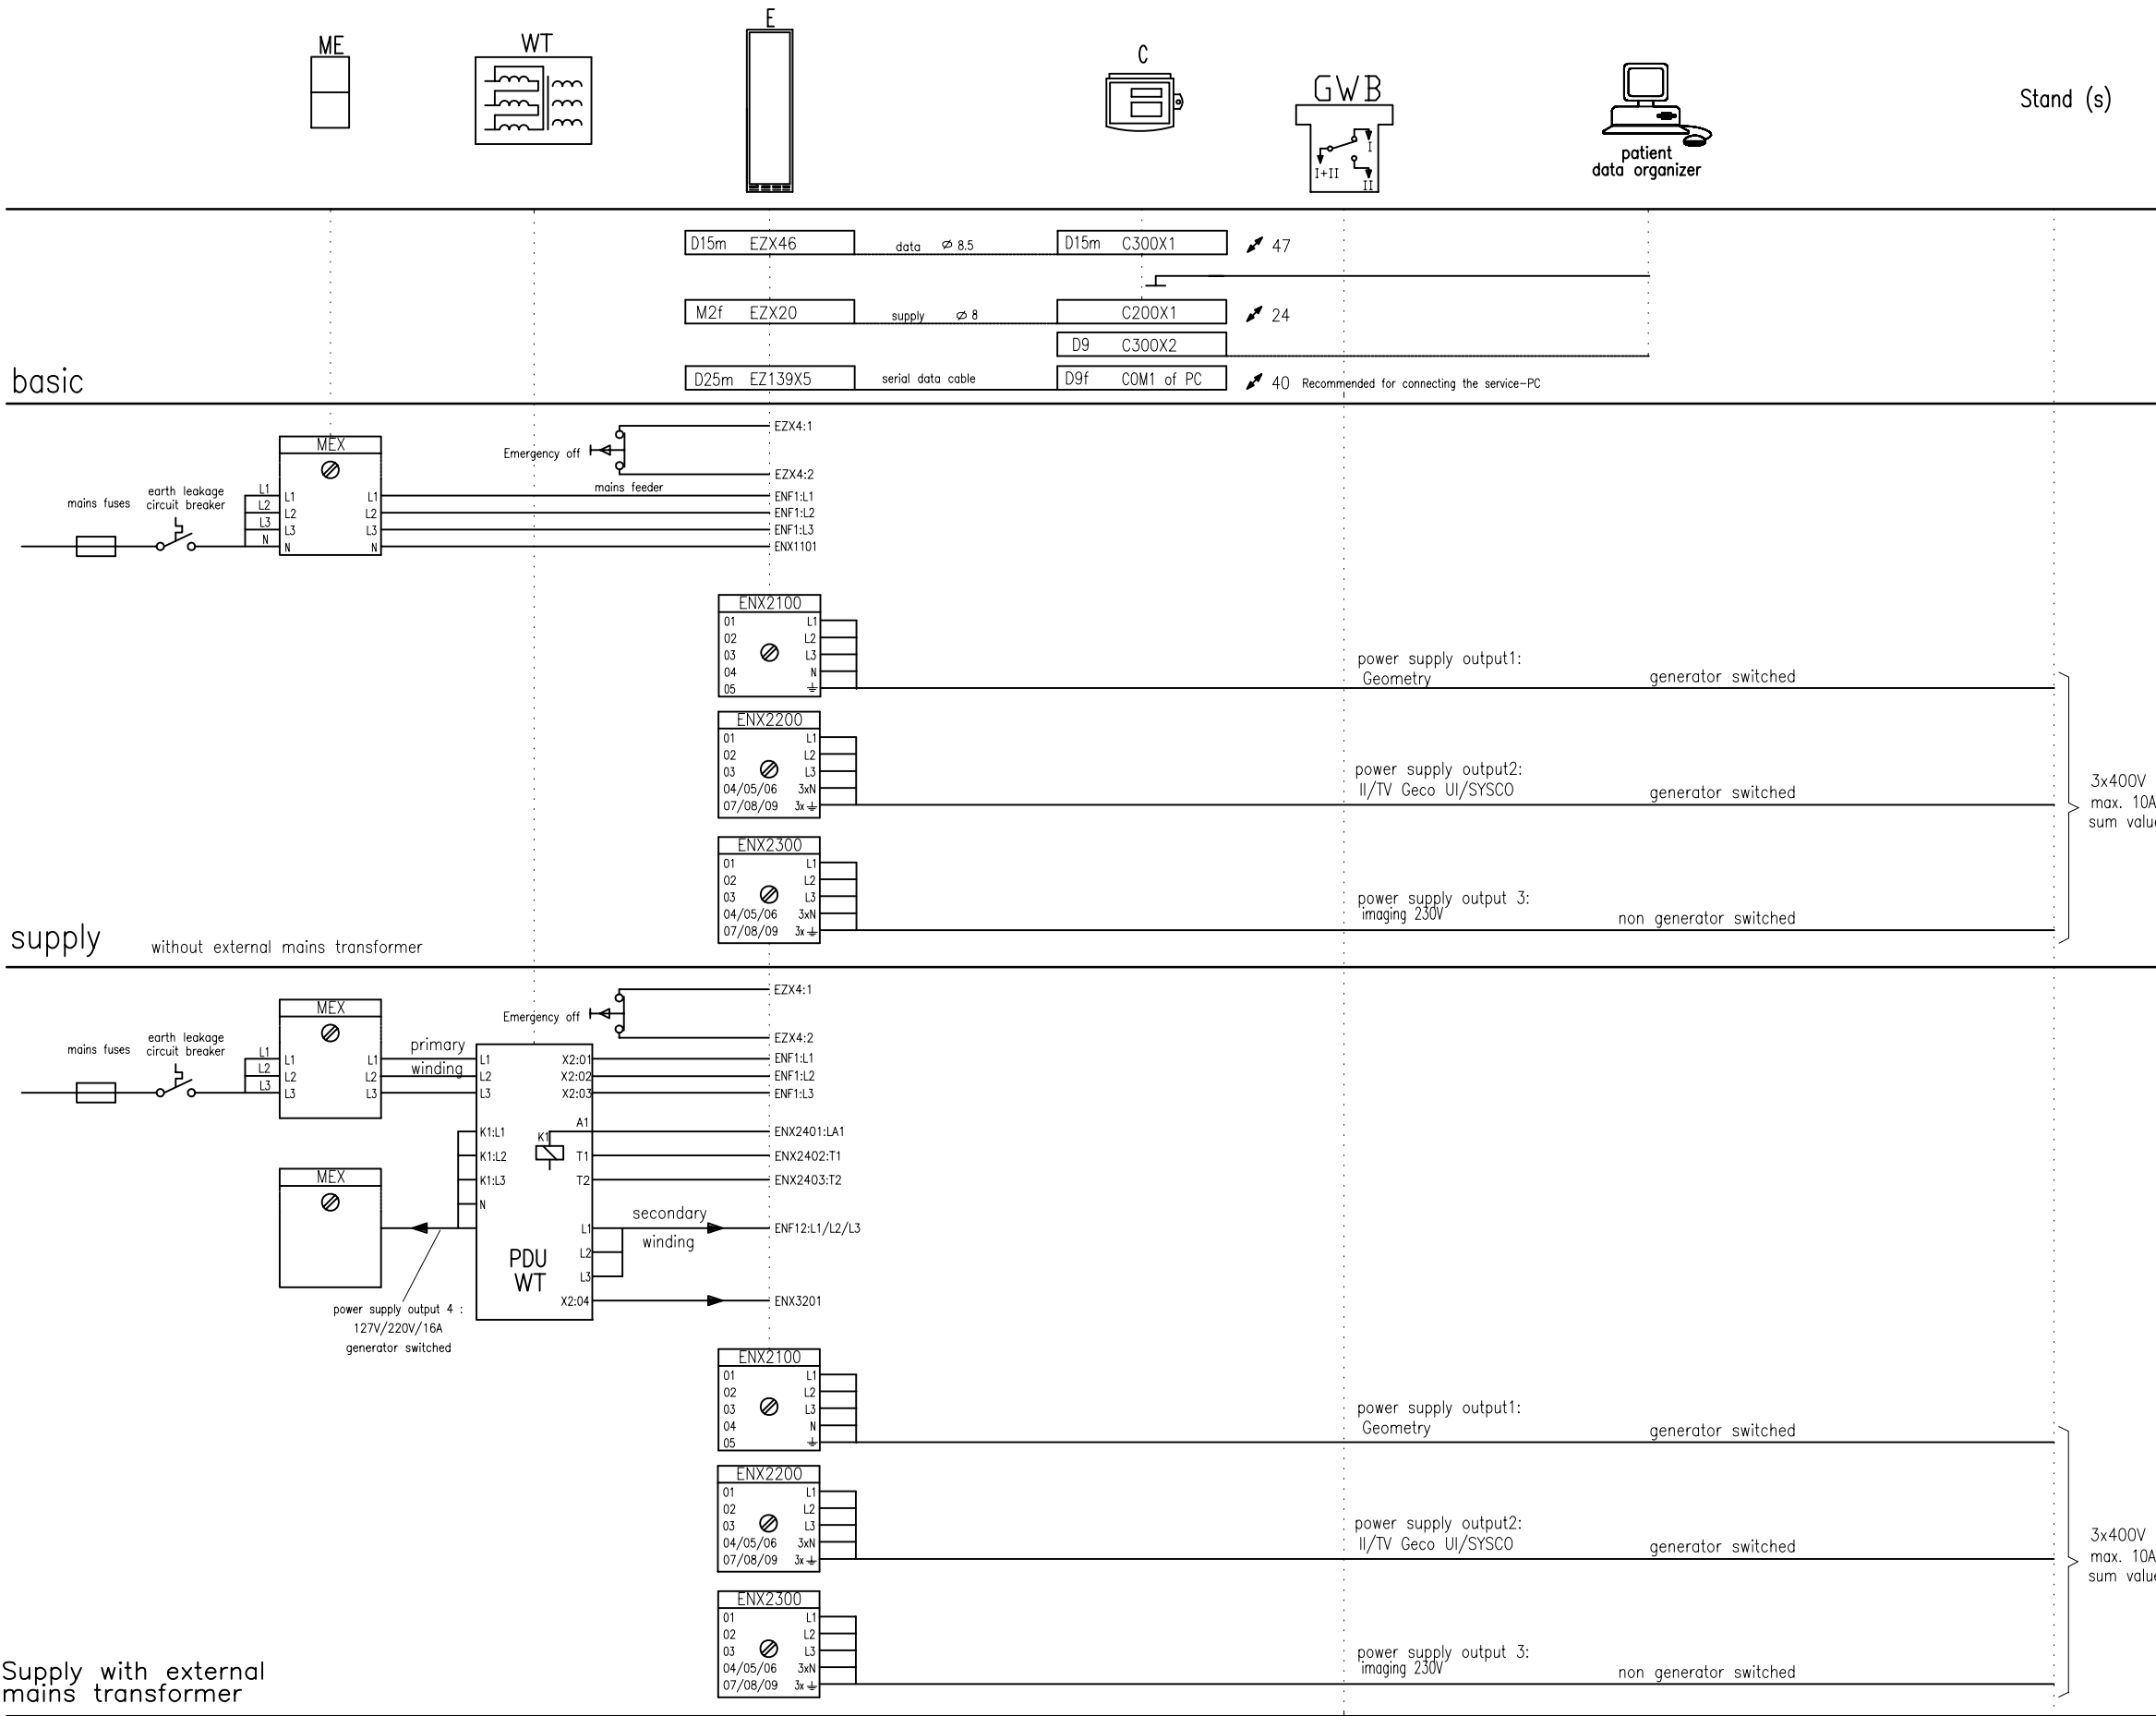 E
ME
WT
C
GWB
Stand (s)
I
I+II
II
patient
data organizer
D15m EZX46
data ⌀ 8.5
D15m C300X1
47
M2f EZX20
supply ⌀ 8
C200X1
24
D9 C300X2
basic
D25m EZ139X5
serial data cable
D9f COM1 of PC
40 Recommended for connecting the service-PC
EZX4:1
MEX
Emergency off
EZX4:2
mains feeder
mains fuses
earth leakage
circuit breaker
L1
L2
L3
N
L1 L1
L2 L2
L3 L3
N N
ENF1:L1
ENF1:L2
ENF1:L3
ENX1101
ENX2100
01 L1
02 L2
03 L3
04 N
05
power supply output1:
Geometry
generator switched
ENX2200
01 L1
02 L2
03 L3
04/05/06 3xN
07/08/09 3x
power supply output2:
II/TV Geco UI/SYSCO
generator switched
3x400V
max. 10A
sum value
ENX2300
01 L1
02 L2
03 L3
04/05/06 3xN
07/08/09 3x
power supply output 3:
imaging 230V
non generator switched
supply without external mains transformer
EZX4:1
MEX
Emergency off
EZX4:2
mains fuses
earth leakage
circuit breaker
L1
L2
L3
L1 L1
L2 L2
L3 L3
primary
winding
L1 X2:01
L2 X2:02
L3 X2:03
ENF1:L1
ENF1:L2
ENF1:L3
A1
K1:L1
K1
K1:L2 T1
K1:L3 T2
N
ENX2401:LA1
ENX2402:T1
ENX2403:T2
MEX
secondary
winding
L1
L2
L3
ENF12:L1/L2/L3
PDU
WT
X2:04
ENX3201
power supply output 4 :
127V/220V/16A
generator switched
ENX2100
01 L1
02 L2
03 L3
04 N
05
power supply output1:
Geometry
generator switched
ENX2200
01 L1
02 L2
03 L3
04/05/06 3xN
07/08/09 3x
power supply output2:
II/TV Geco UI/SYSCO
generator switched
3x400V
max. 10A
sum value
ENX2300
01 L1
02 L2
03 L3
04/05/06 3xN
07/08/09 3x
power supply output 3:
imaging 230V
non generator switched
Supply with external
mains transformer